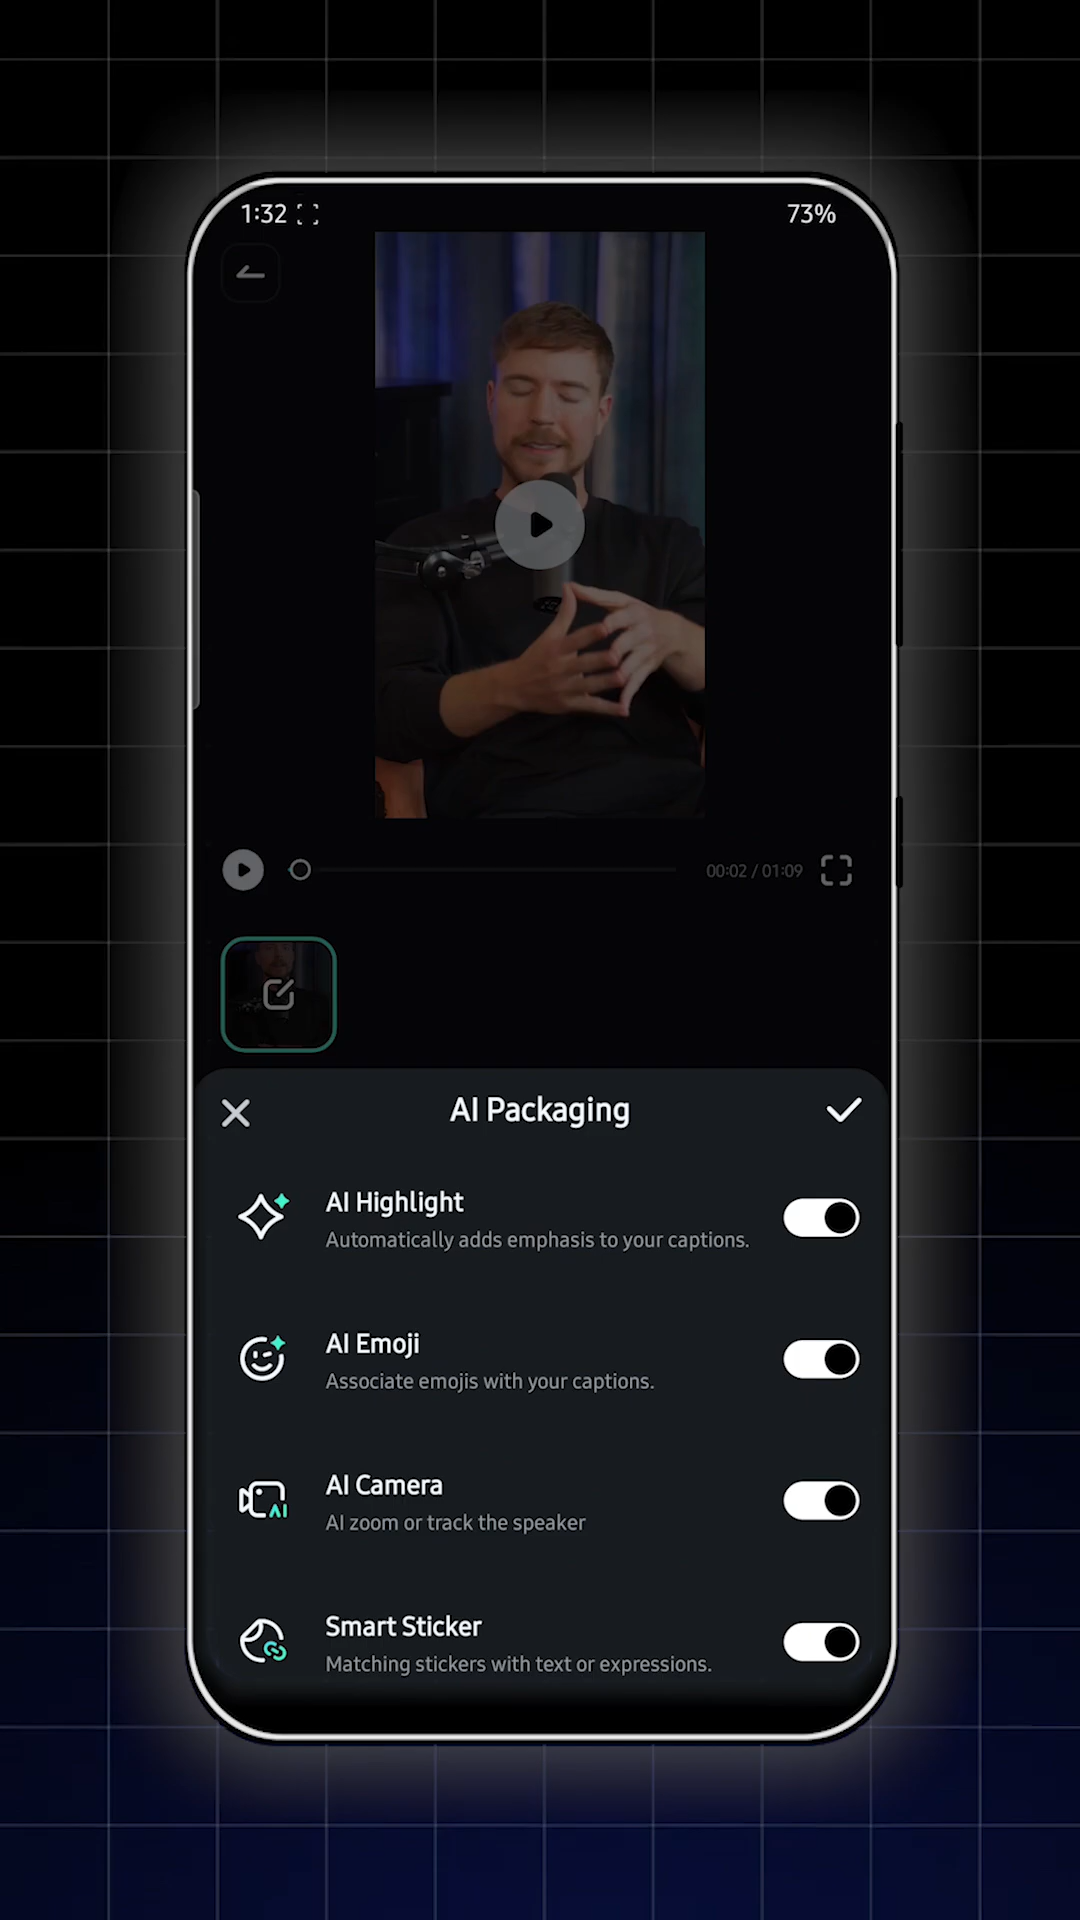 1:32
73%
00:02 / 01:09
AI Packaging
AI Highlight
Automatically adds emphasis to your captions.
AI Emoji
Associate emojis with your captions.
AI
AI Camera
AI zoom or track the speaker
Smart Sticker
Matching stickers with text or expressions.